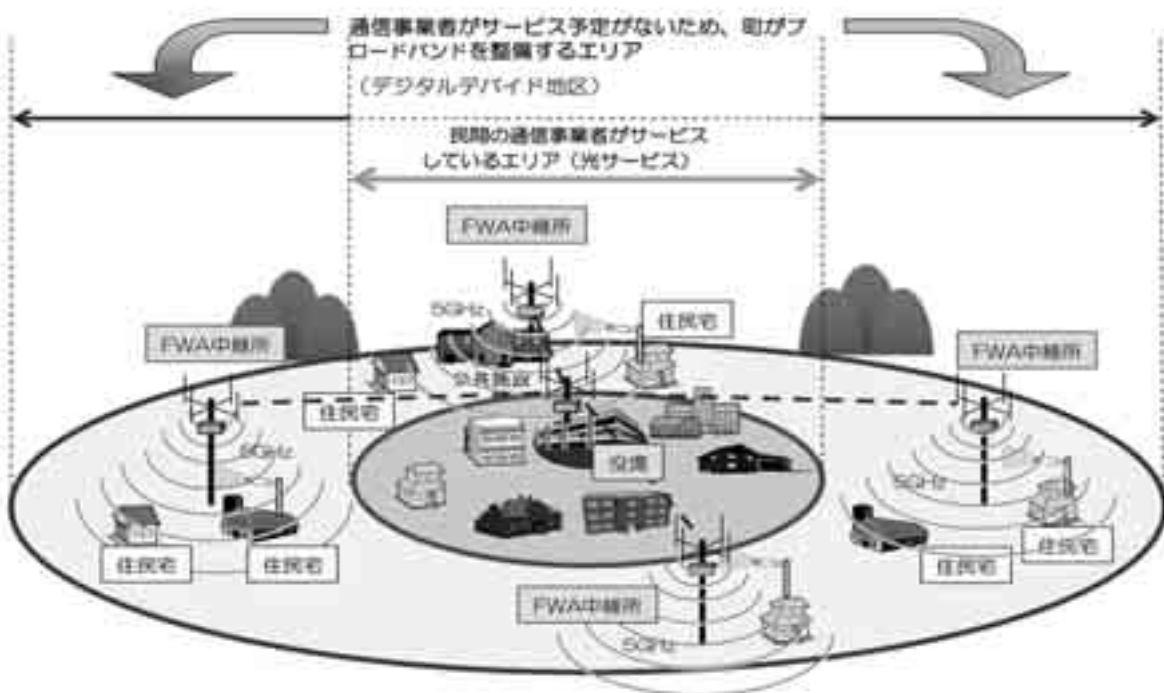 通信事業者がサービス予定がないため、町がブ
ロードバンドを整備するエリア
（デジタルデバイド地区）
民間の通信事業者がサービス
しているエリア（光サービス）
FWA中継所
5GHz
住民宅
FWA中継所
FWA中継所
公共施設
住民宅
5GHz
役場
5GHz
住民宅
住民宅
住民宅
住民宅
FWA中継所
5GHz